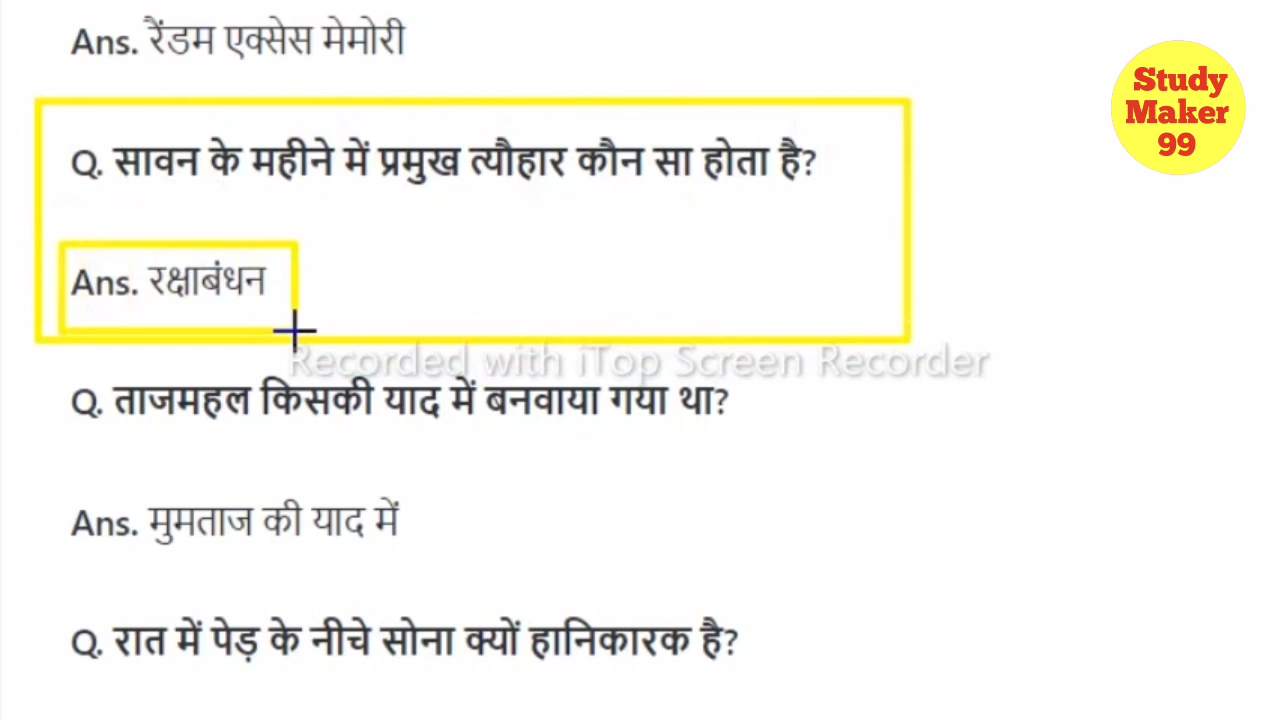 Ans. रैंडम एक्सेस मेमोरी
Study
Maker
99
Q. सावन के महीने में प्रमुख त्यौहार कौन सा होता है?
Ans. रक्षाबंधन
Recorded with iTop Screen Recorder
Q. ताजमहल किसकी याद में बनवाया गया था?
Ans. मुमताज की याद में
Q. रात में पेड़ के नीचे सोना क्यों हानिकारक है?